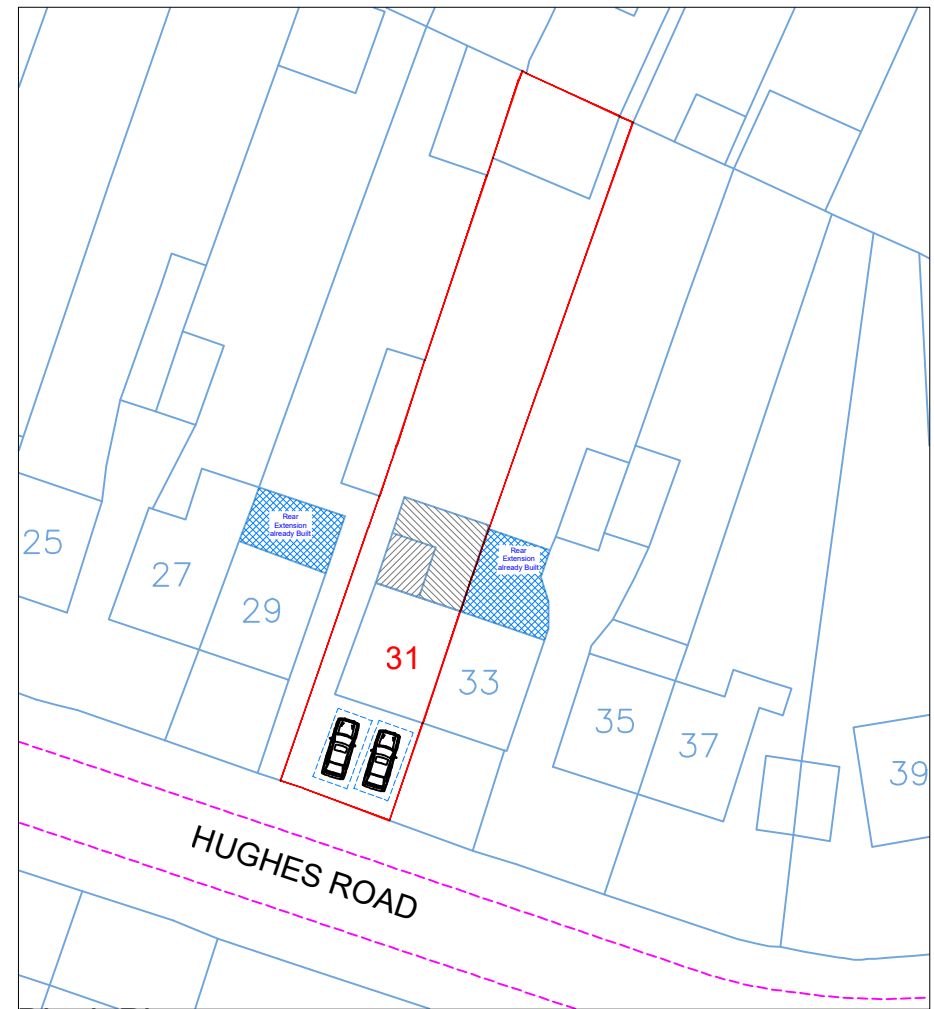 Rear
Extension
already Built
Rear
Extension
already Built
25
27
29
31
33
35
37
39
HUGHES ROAD